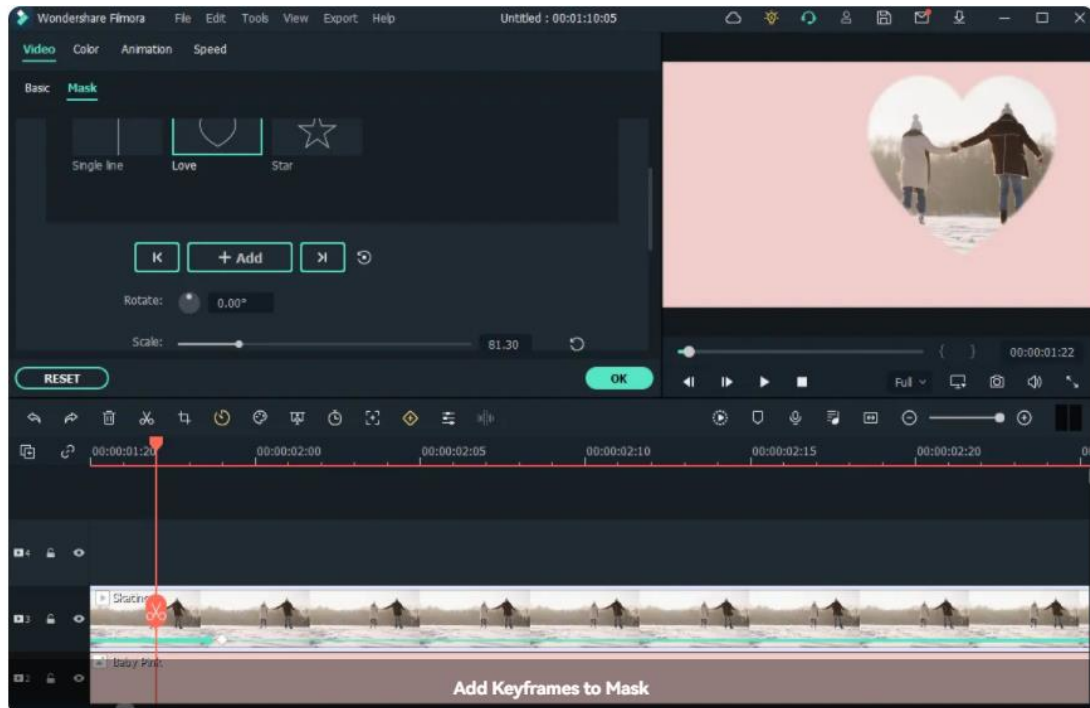 Wondershare Filmora File Edit Tools View Export Help Untitled : 00:01:10:05
Video Color Animation Speed
Basic Mask
Single line Love Star
+ Add
Rotate: 0.00°
Scale: 81.30
RESET OK
00:00:01:22
Full
00:00:01:20 00:00:02:00 00:00:02:05 00:00:02:10 00:00:02:15 00:00:02:20
4
3
Skating
2
Baby Pink
Add Keyframes to Mask